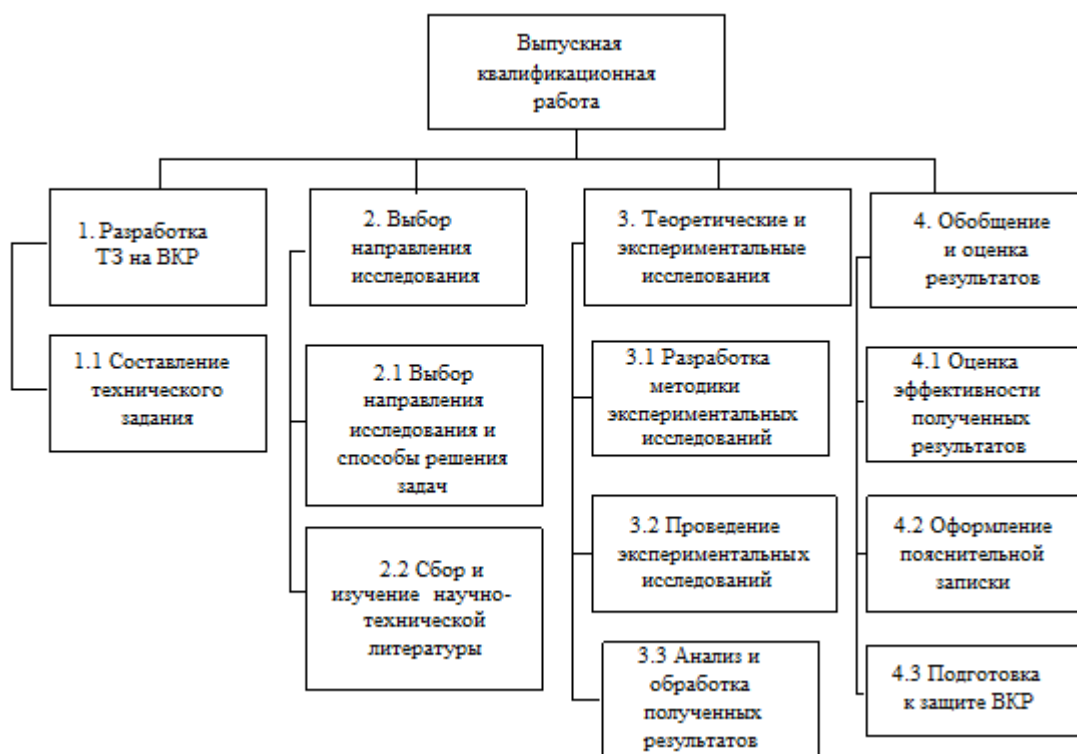 Выпускная
квалификационная
работа
1. Разработка
ТЗ на ВКР
2. Выбор
направления
исследования
3. Теоретические и
экспериментальные
исследования
4. Обобщение
и оценка
результатов
1.1 Составление
технического
задания
2.1 Выбор
направления
исследования и
способы решения
задач
2.2 Сбор и
изучение научно-
технической
литературы
3.1 Разработка
методики
экспериментальных
исследований
3.2 Проведение
экспериментальных
исследований
3.3 Анализ и
обработка
полученных
результатов
4.1 Оценка
эффективности
полученных
результатов
4.2 Оформление
пояснительной
записки
4.3 Подготовка
к защите ВКР